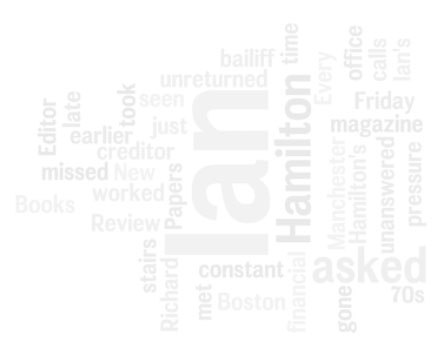 bailiff
time
office
calls
Ian's
unreturned
Every
seen
took
late
Editor
Friday
just
earlier
magazine
creditor
Ian
Hamilton
missed
New
Papers
Manchester
Hamilton's
unanswered
pressure
worked
Books
Review
stairs
Richard
constant
asked
met
Boston
financial
gone
70s